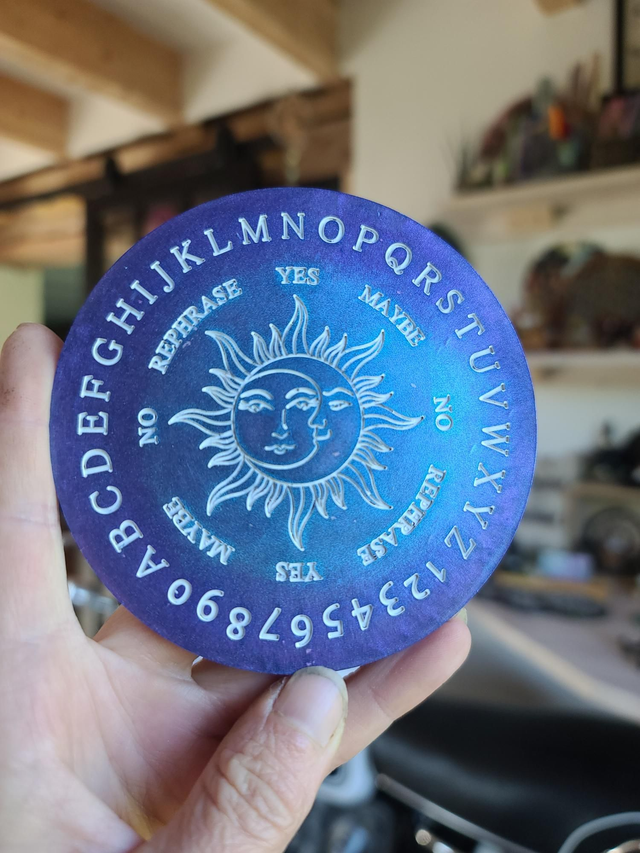 ABCDEFGHIJKLMNOPQRSTUVWXYZ
1234567890
YES
MAYBE
NO
REPHRASE
YES
MAYBE
NO
REPHRASE